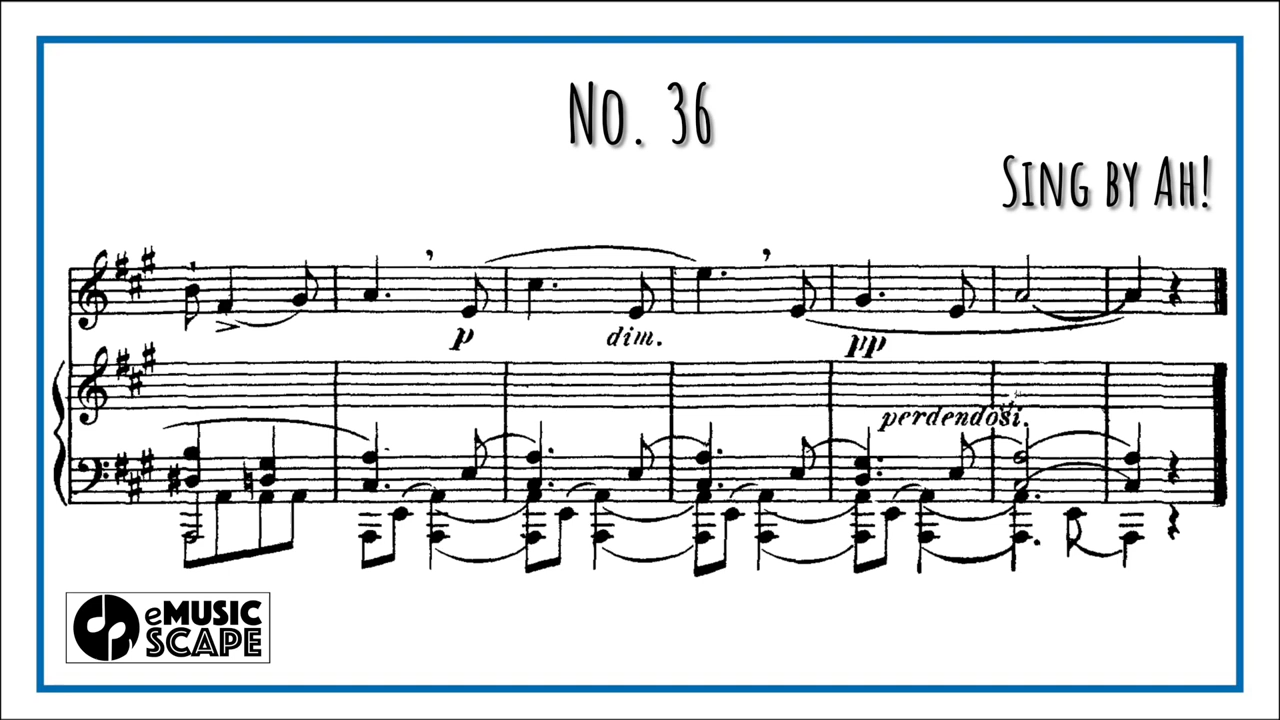 No. 36
Sing by Ah!
p
dim.
pp
perdendosi.
eMUSIC
SCAPE